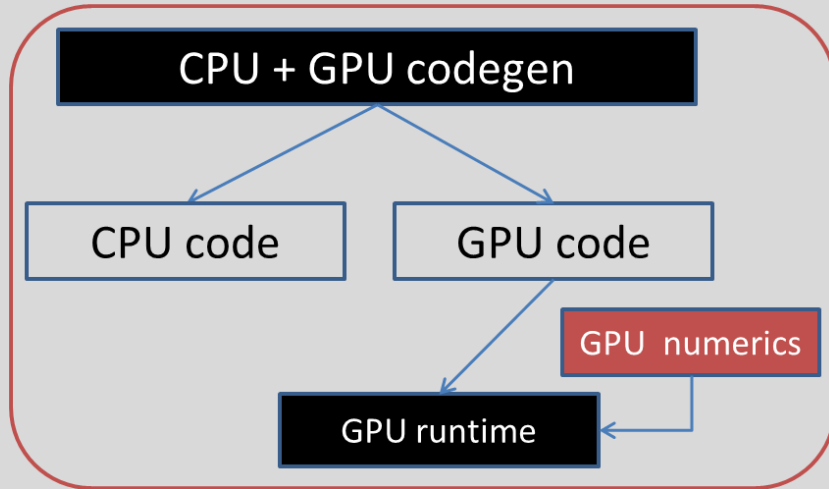 CPU + GPU codegen
CPU code
GPU code
GPU numerics
GPU runtime